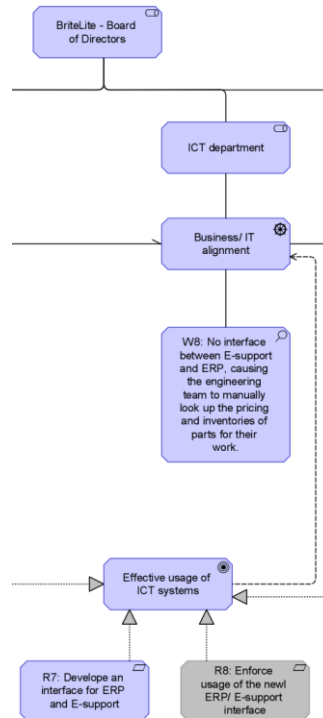 BriteLite - Board
of Directors
ICT department
Business/ IT
alignment
W8: No interface
between E-support
and ERP, causing
the engineering
team to manually
look up the pricing
and inventories of
parts for their
work.
Effective usage of
ICT systems
R7: Develope an
interface for ERP
and E-support
R8: Enforce
usage of the newl
ERP/ E-support
interface